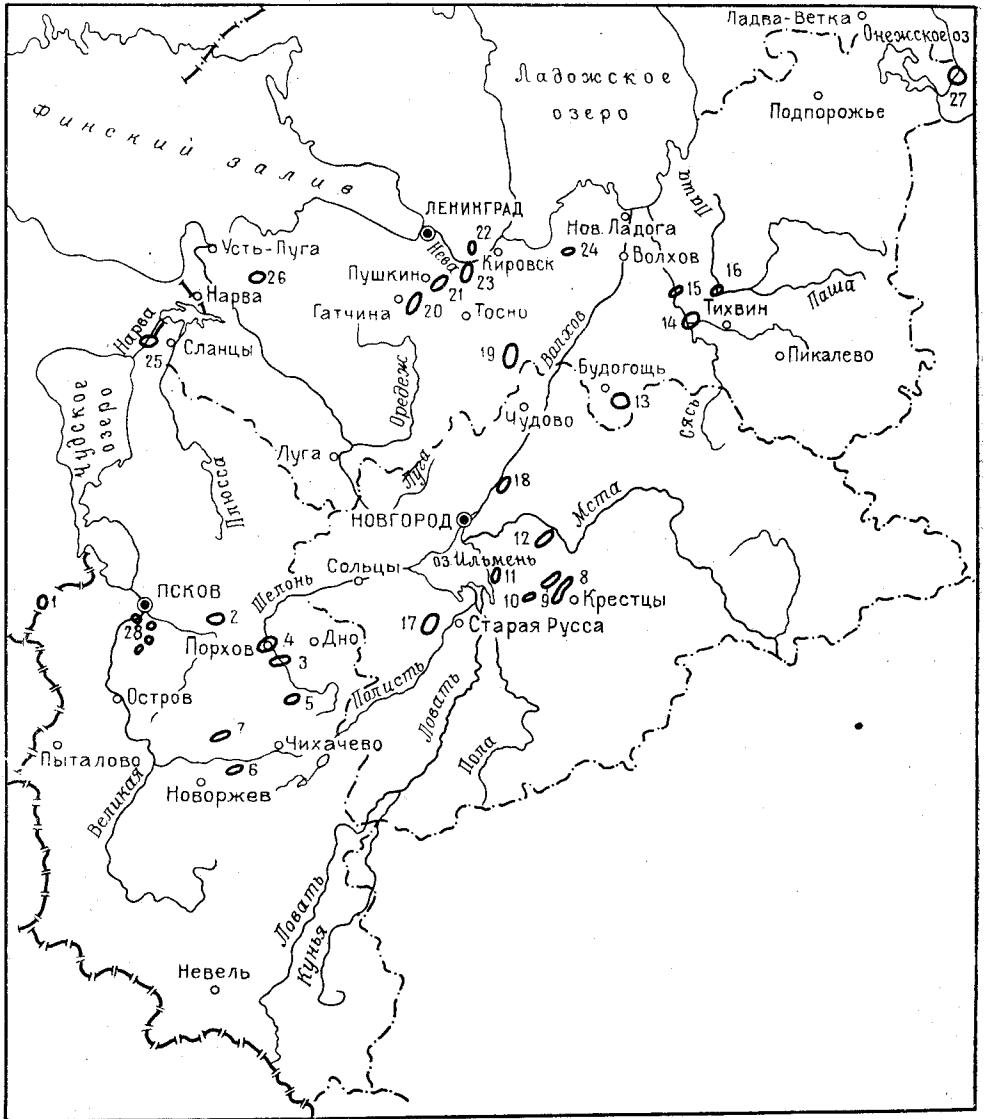 Ладва-Ветка
Онежское оз
27
Подпорожье
Ладожское
озеро
Финский залив
Паша
ЛЕНИНГРАД
22
Нева
Кировск
23
Нов. Ладога
24
Волхов
Усть-Луга
26
Пушкино
21
Гатчина
20
Тосно
Нарва
Нарва
25
Сланцы
15
16
Тихвин
14
Паша
Пикалево
19
Волхов
Будогощь
13
Чудово
Сясь
Оредеж
Чудское
озеро
Плюсса
Луга
Луга
18
НОВГОРОД
Мста
12
оз. Ильмень
11
Сольцы
Шелонь
8
10
9
Крестцы
1
ПСКОВ
2
28
17
Старая Русса
Порхов
4
Дно
3
5
Полисть
Ловать
Остров
7
Чихачево
Пола
Пыталово
6
Новоржев
Великая
Ловать
Кунья
Невель